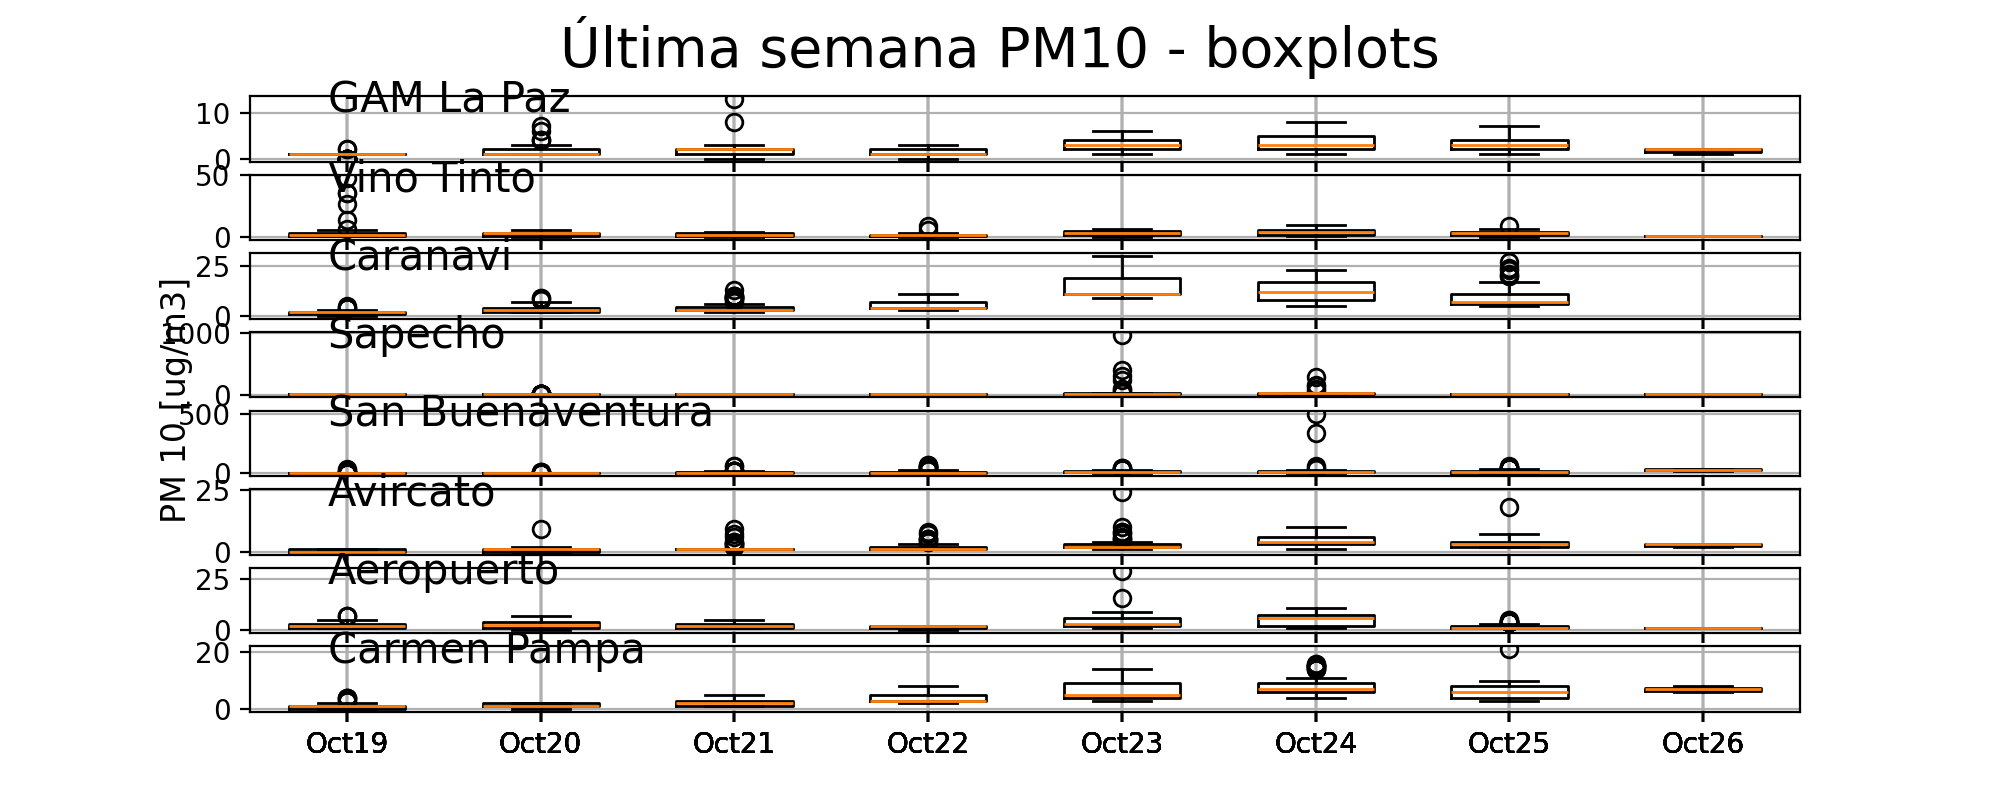 Última semana PM10 - boxplots
GAM La Paz
10
0
Vino Tinto
50
0
Caranavi
25
0
Sapecho
1000
0
San Buenaventura
500
0
Avircato
25
0
Aeropuerto
25
0
Carmen Pampa
20
0
PM 10 [ug/m3]
Oct19 Oct20 Oct21 Oct22 Oct23 Oct24 Oct25 Oct26